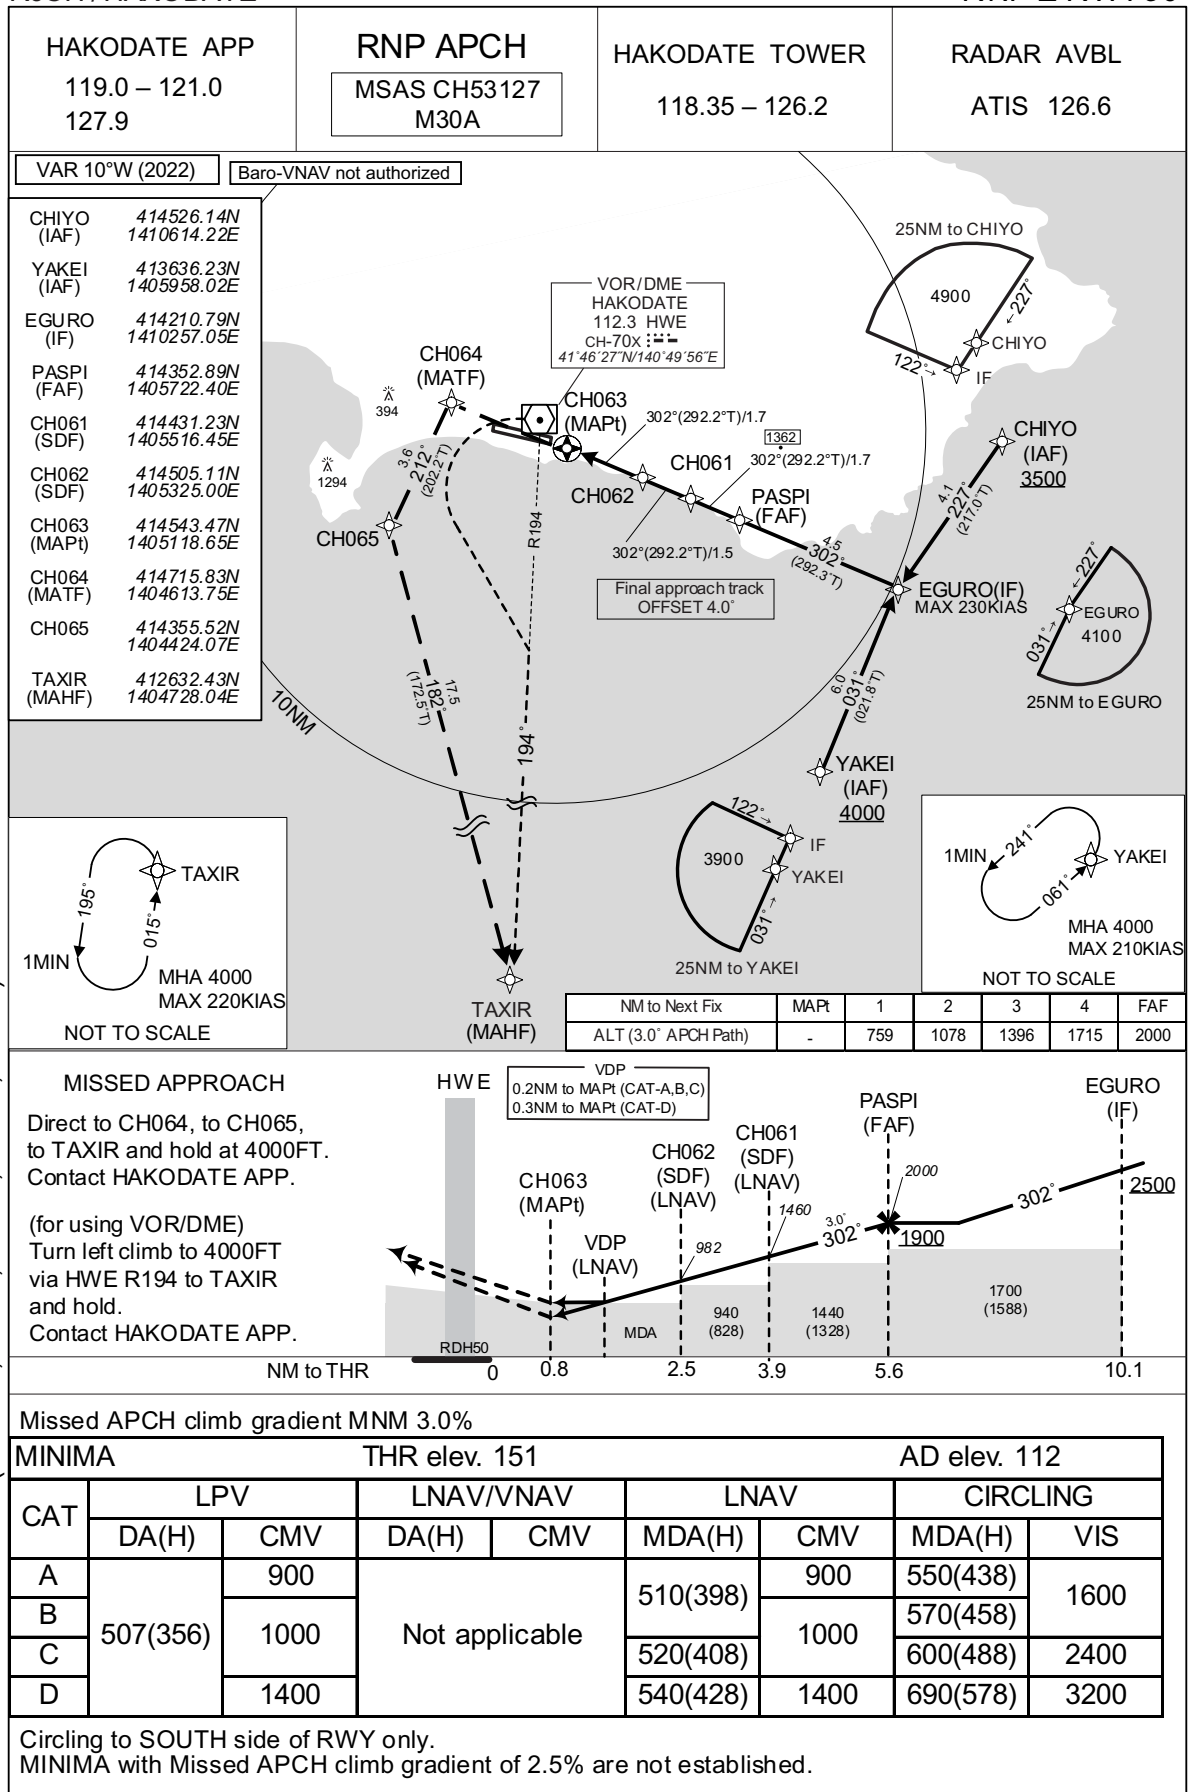 HAKODATE APP
119.0 – 121.0
127.9
RNP APCH
MSAS CH53127
M30A
HAKODATE TOWER
118.35 – 126.2
RADAR AVBL
ATIS 126.6
VAR 10°W (2022)
Baro-VNAV not authorized
CHIYO 414526.14N
(IAF) 1410614.22E
YAKEI 413636.23N
(IAF) 1405958.02E
EGURO 414210.79N
(IF) 1410257.05E
PASPI 414352.89N
(FAF) 1405722.40E
CH061 414431.23N
(SDF) 1405516.45E
CH062 414505.11N
(SDF) 1405325.00E
CH063 414543.47N
(MAPt) 1405118.65E
CH064 414715.83N
(MATF) 1404613.75E
CH065 414355.52N
1404424.07E
TAXIR 412632.43N
(MAHF) 1404728.04E
25NM to CHIYO
4900
←227°
CHIYO
122°→
IF
VOR/DME
HAKODATE
112.3 HWE
CH-70X
41°46´27˝N/140°49´56˝E
CH064
(MATF)
394
CH063
(MAPt)
302°(292.2°T)/1.7
1362
302°(292.2°T)/1.7
CH061
CHIYO
(IAF)
3500
1294
3.6
212°
(202.2°T)
CH062
PASPI
(FAF)
4.1
227°
(217.0°T)
CH065
R194
302°(292.2°T)/1.5
4.5
302°
(292.3°T)
Final approach track
OFFSET 4.0°
EGURO(IF)
MAX 230KIAS
←227°
EGURO
4100
031°→
25NM to EGURO
17.5
182°
(172.5°T)
6.0
031°
(021.8°T)
10NM
194°
YAKEI
(IAF)
4000
122°→
IF
3900
YAKEI
031°→
25NM to YAKEI
TAXIR
195°
015°
1MIN
MHA 4000
MAX 220KIAS
NOT TO SCALE
1MIN
241°
YAKEI
061°
MHA 4000
MAX 210KIAS
NOT TO SCALE
TAXIR
(MAHF)
NM to Next Fix MAPt 1 2 3 4 FAF
ALT (3.0° APCH Path) - 759 1078 1396 1715 2000
MISSED APPROACH
Direct to CH064, to CH065,
to TAXIR and hold at 4000FT.
Contact HAKODATE APP.
(for using VOR/DME)
Turn left climb to 4000FT
via HWE R194 to TAXIR
and hold.
Contact HAKODATE APP.
HWE
VDP
0.2NM to MAPt (CAT-A,B,C)
0.3NM to MAPt (CAT-D)
EGURO
(IF)
PASPI
(FAF)
CH061
(SDF)
(LNAV)
CH062
(SDF)
(LNAV)
CH063
(MAPt)
VDP
(LNAV)
2000
2500
302°
1460
3.0°
302°
1900
982
1700
(1588)
940
(828)
1440
(1328)
MDA
RDH50
NM to THR 0 0.8 2.5 3.9 5.6 10.1
Missed APCH climb gradient MNM 3.0%
MINIMA THR elev. 151 AD elev. 112
CAT LPV LNAV/VNAV LNAV CIRCLING
DA(H) CMV DA(H) CMV MDA(H) CMV MDA(H) VIS
A 507(356) 900 Not applicable 510(398) 900 550(438) 1600
B 1000 1000 570(458)
C 520(408) 600(488) 2400
D 1400 540(428) 1400 690(578) 3200
Circling to SOUTH side of RWY only.
MINIMA with Missed APCH climb gradient of 2.5% are not established.